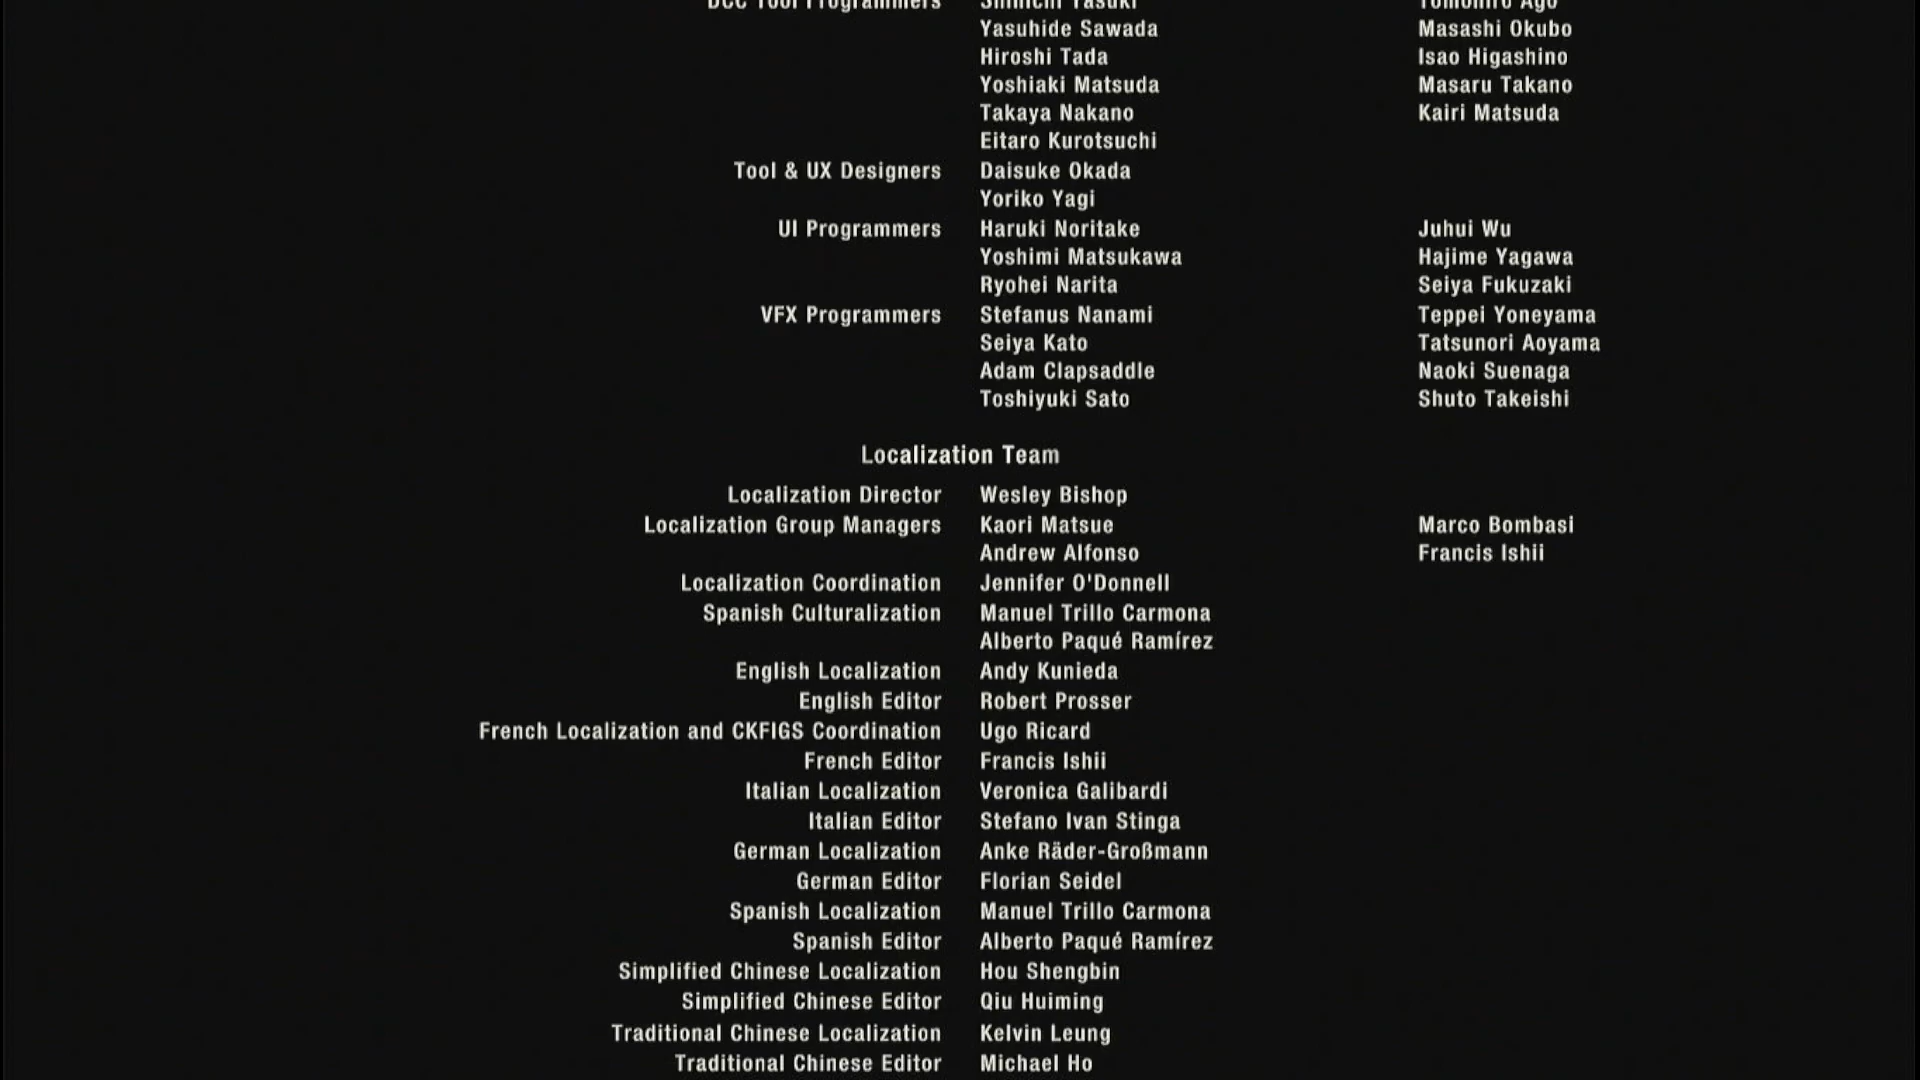 DCC Tool Programmers Shinichi Yasuki Tomohiro Ago
Yasuhide Sawada Masashi Okubo
Hiroshi Tada Isao Higashino
Yoshiaki Matsuda Masaru Takano
Takaya Nakano Kairi Matsuda
Eitaro Kurotsuchi
Tool & UX Designers Daisuke Okada
Yoriko Yagi
UI Programmers Haruki Noritake Juhui Wu
Yoshimi Matsukawa Hajime Yagawa
Ryohei Narita Seiya Fukuzaki
VFX Programmers Stefanus Nanami Teppei Yoneyama
Seiya Kato Tatsunori Aoyama
Adam Clapsaddle Naoki Suenaga
Toshiyuki Sato Shuto Takeishi
Localization Team
Localization Director Wesley Bishop
Localization Group Managers Kaori Matsue Marco Bombasi
Andrew Alfonso Francis Ishii
Localization Coordination Jennifer O'Donnell
Spanish Culturalization Manuel Trillo Carmona
Alberto Paqué Ramírez
English Localization Andy Kunieda
English Editor Robert Prosser
French Localization and CKFIGS Coordination Ugo Ricard
French Editor Francis Ishii
Italian Localization Veronica Galibardi
Italian Editor Stefano Ivan Stinga
German Localization Anke Räder-Großmann
German Editor Florian Seidel
Spanish Localization Manuel Trillo Carmona
Spanish Editor Alberto Paqué Ramírez
Simplified Chinese Localization Hou Shengbin
Simplified Chinese Editor Qiu Huiming
Traditional Chinese Localization Kelvin Leung
Traditional Chinese Editor Michael Ho